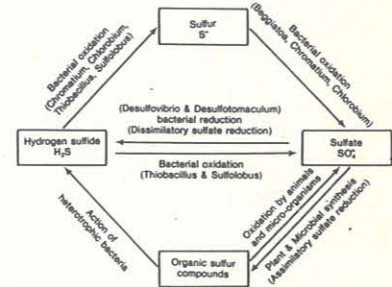 Sulfur
S°
Bacterial oxidation
(Chromatium, Chlorobium,
Thiobacillus, Sulfolobus)
Bacterial oxidation
(Beggiatoa, Chromatium, Chlorobium)
(Desulfovibrio & Desulfotomaculum)
bacterial reduction
(Dissimilatory sulfate reduction)
Hydrogen sulfide
H₂S
Sulfate
SO₄⁼
Bacterial oxidation
(Thiobacillus & Sulfolobus)
Oxidation by animals
and micro-organisms
Plant & Microbial synthesis
(Assimilatory sulfate reduction)
Action of
heterotrophic bacteria
Organic sulfur
compounds